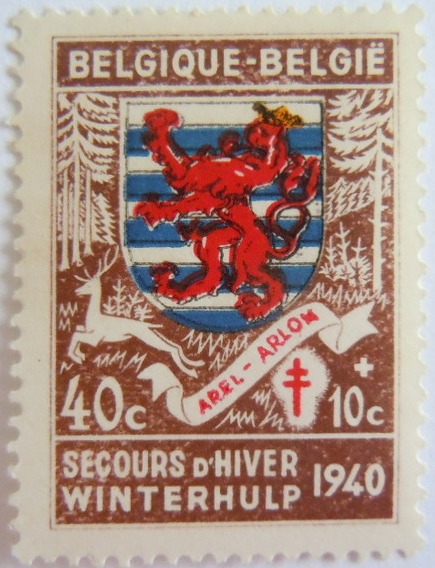 BELGIQUE-BELGIË
AREL - ARLON
40c
+
10c
SECOURS D'HIVER
WINTERHULP
1940